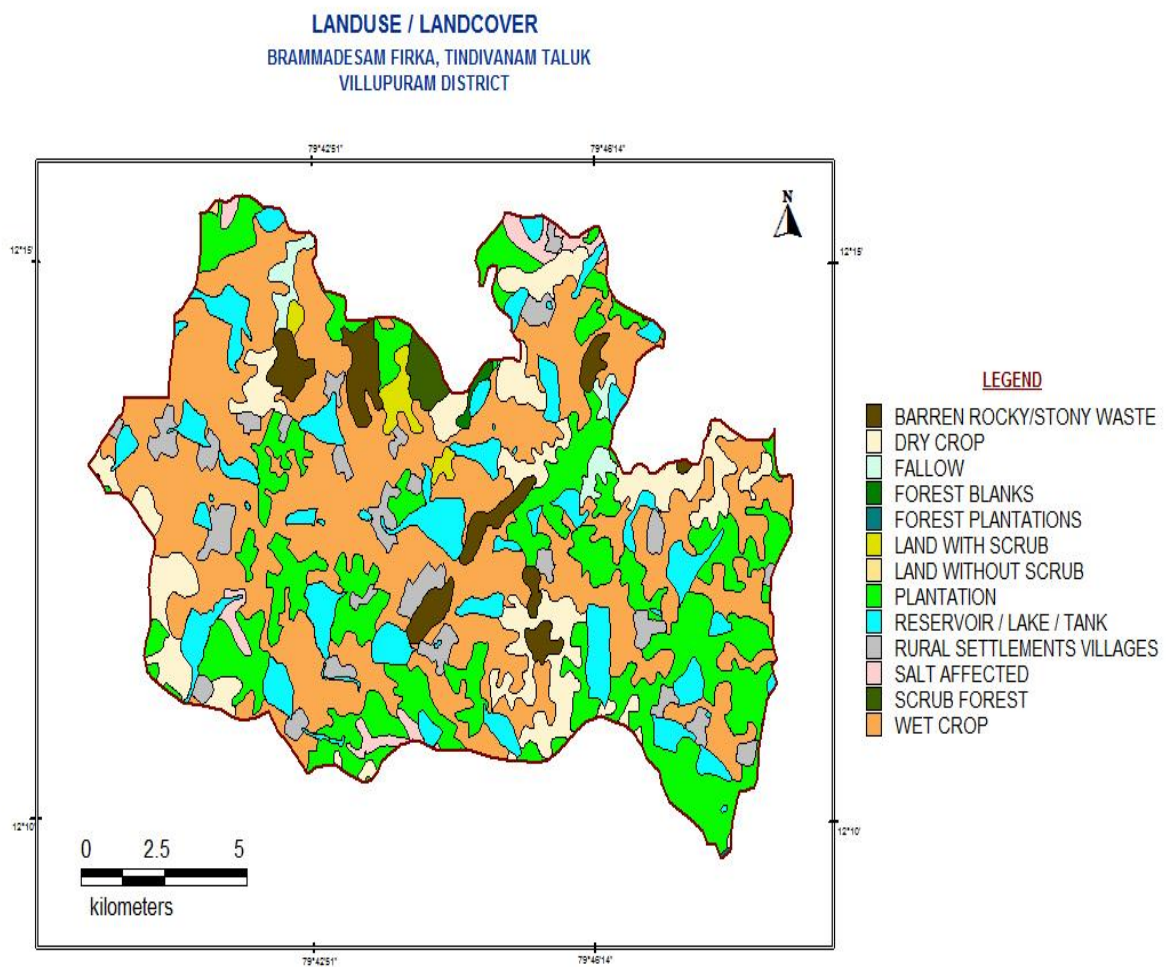 LANDUSE / LANDCOVER
BRAMMADESAM FIRKA, TINDIVANAM TALUK
VILLUPURAM DISTRICT
79°42'51" 79°46'14"
N
12°15' 12°15'
LEGEND
BARREN ROCKY/STONY WASTE
DRY CROP
FALLOW
FOREST BLANKS
FOREST PLANTATIONS
LAND WITH SCRUB
LAND WITHOUT SCRUB
PLANTATION
RESERVOIR / LAKE / TANK
RURAL SETTLEMENTS VILLAGES
SALT AFFECTED
SCRUB FOREST
WET CROP
12°10' 12°10'
0 2.5 5
kilometers
79°42'51" 79°46'14"